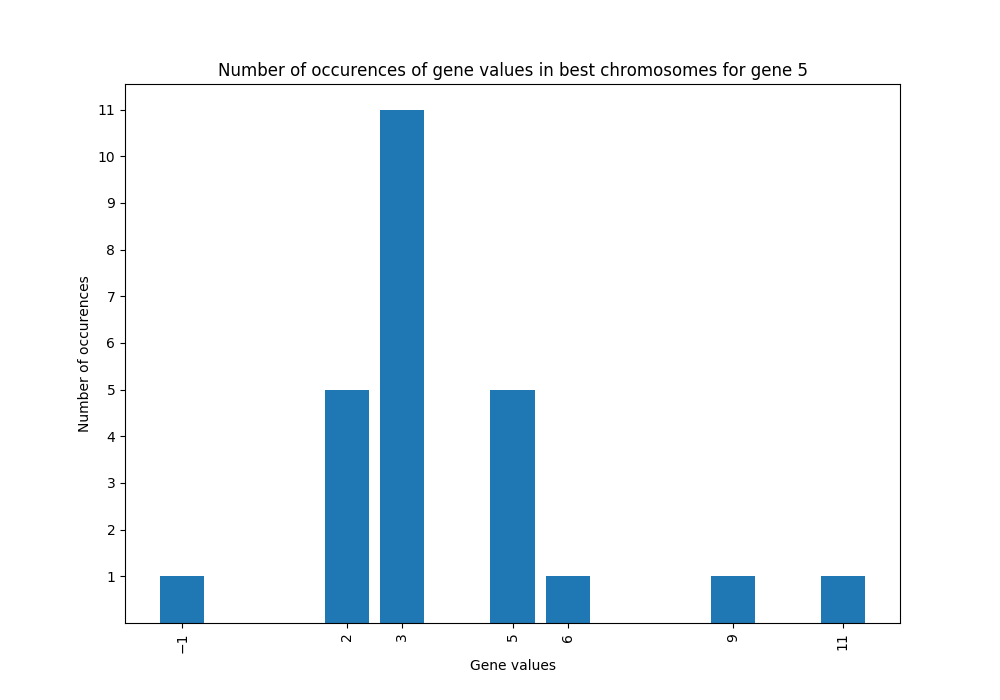 Number of occurences of gene values in best chromosomes for gene 5
11
10
9
8
7
6
5
4
3
2
1
Number of occurences
−1 2 3 5 6 9 11
Gene values